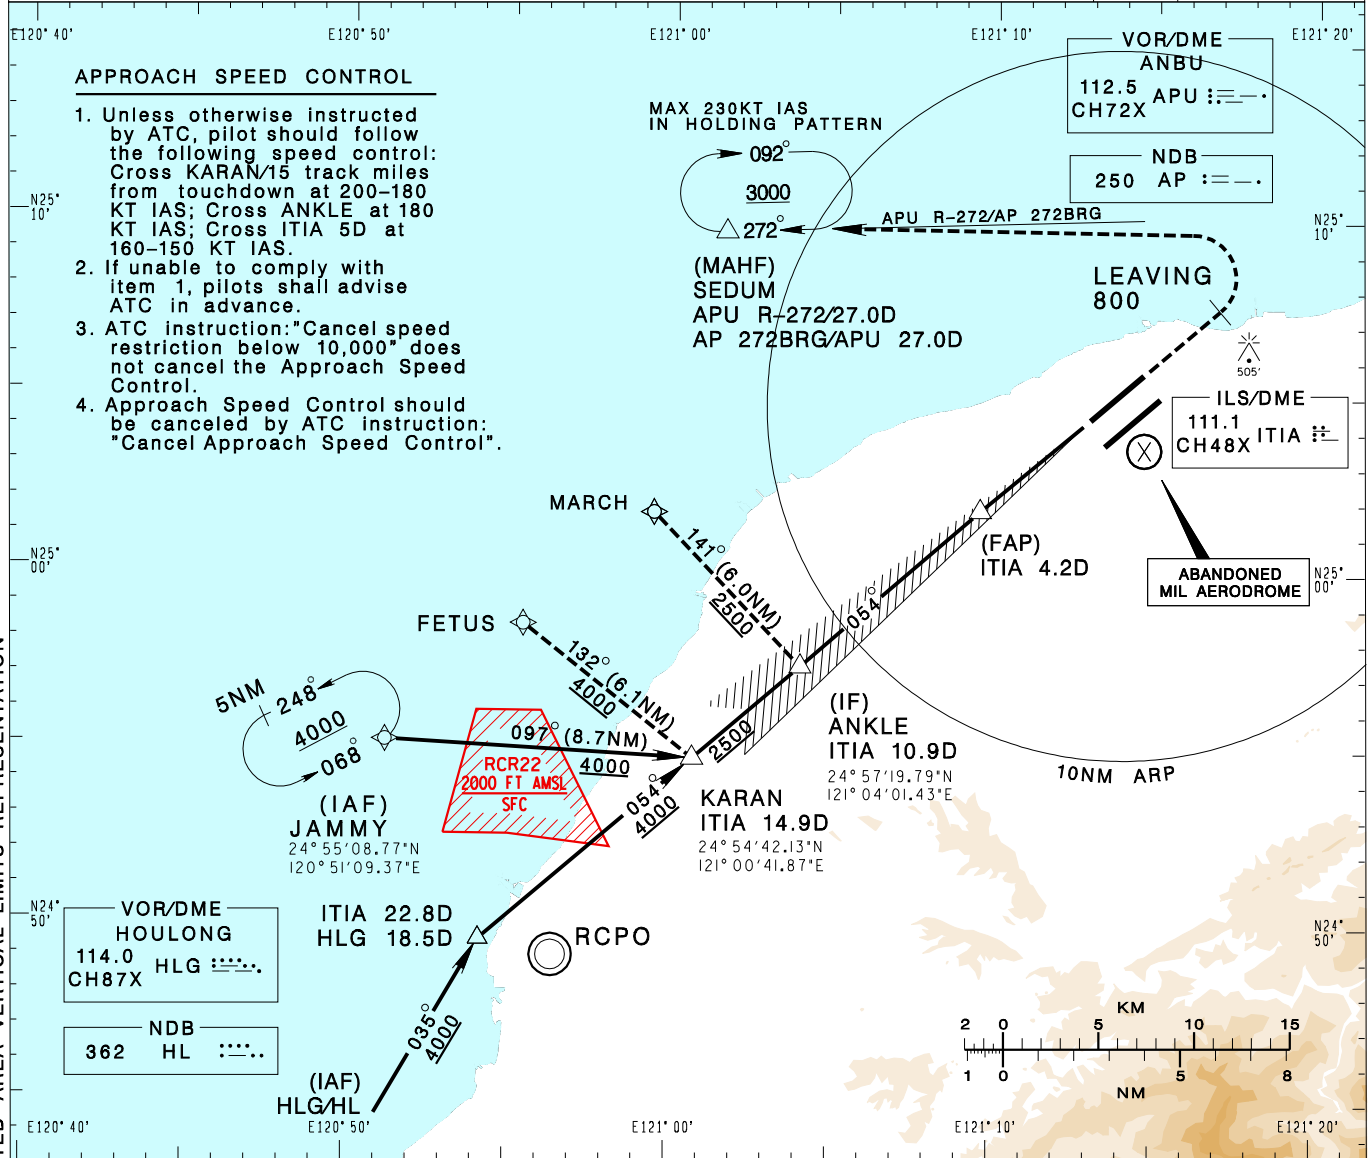 E120°40'
E120°50'
E121°00'
E121°10'
E121°20'
APPROACH SPEED CONTROL
1. Unless otherwise instructed
by ATC, pilot should follow
the following speed control:
Cross KARAN/15 track miles
from touchdown at 200-180
KT IAS; Cross ANKLE at 180
KT IAS; Cross ITIA 5D at
160-150 KT IAS.
2. If unable to comply with
item 1, pilots shall advise
ATC in advance.
3. ATC instruction:"Cancel speed
restriction below 10,000" does
not cancel the Approach Speed
Control.
4. Approach Speed Control should
be canceled by ATC instruction:
"Cancel Approach Speed Control".
MAX 230KT IAS
IN HOLDING PATTERN
092°
3000
272°
(MAHF)
SEDUM
APU R-272/27.0D
AP 272BRG/APU 27.0D
APU R-272/AP 272BRG
VOR/DME
ANBU
112.5
CH72X
APU
NDB
250 AP
N25°
10'
N25°
10'
LEAVING
800
505'
ILS/DME
111.1
CH48X
ITIA
MARCH
141° (6.0NM)
2500
(FAP)
ITIA 4.2D
ABANDONED
MIL AERODROME
N25°
00'
N25°
00'
FETUS
132° (6.1NM)
4000
054°
5NM
248°
4000
068°
(IAF)
JAMMY
24°55'08.77"N
120°51'09.37"E
097° (8.7NM)
4000
RCR22
2000 FT AMSL
SFC
2500
054°
4000
(IF)
ANKLE
ITIA 10.9D
24°57'19.79"N
121°04'01.43"E
10NM ARP
KARAN
ITIA 14.9D
24°54'42.13"N
121°00'41.87"E
N24°
50'
N24°
50'
ITIA 22.8D
HLG 18.5D
RCPO
VOR/DME
HOULONG
114.0
CH87X
HLG
NDB
362 HL
035°
4000
(IAF)
HLG/HL
KM
2 0 5 10 15
1 0 5 8
NM
E120°40'
E120°50'
E121°00'
E121°10'
E121°20'